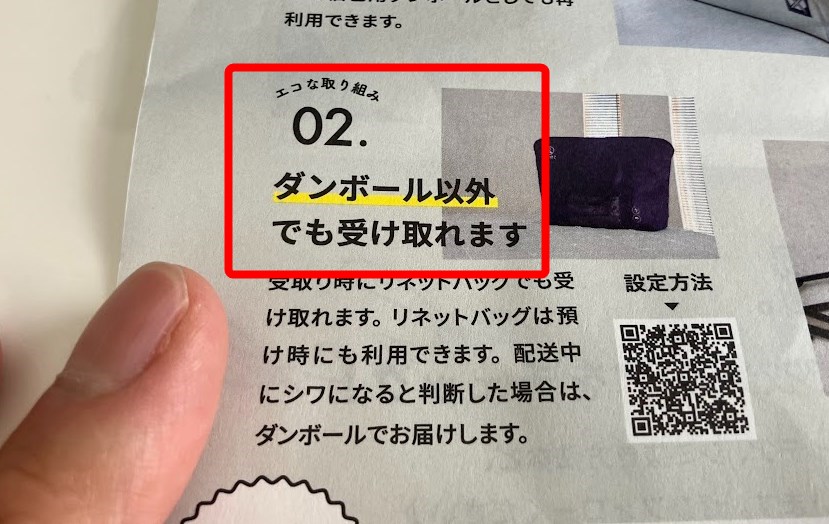 利用できます。
エコな取り組み
02.
ダンボール以外
でも受け取れます
受取り時にリネットバッグでも受
け取れます。リネットバッグは預
け時にも利用できます。配送中
にシワになると判断した場合は、
ダンボールでお届けします。
設定方法